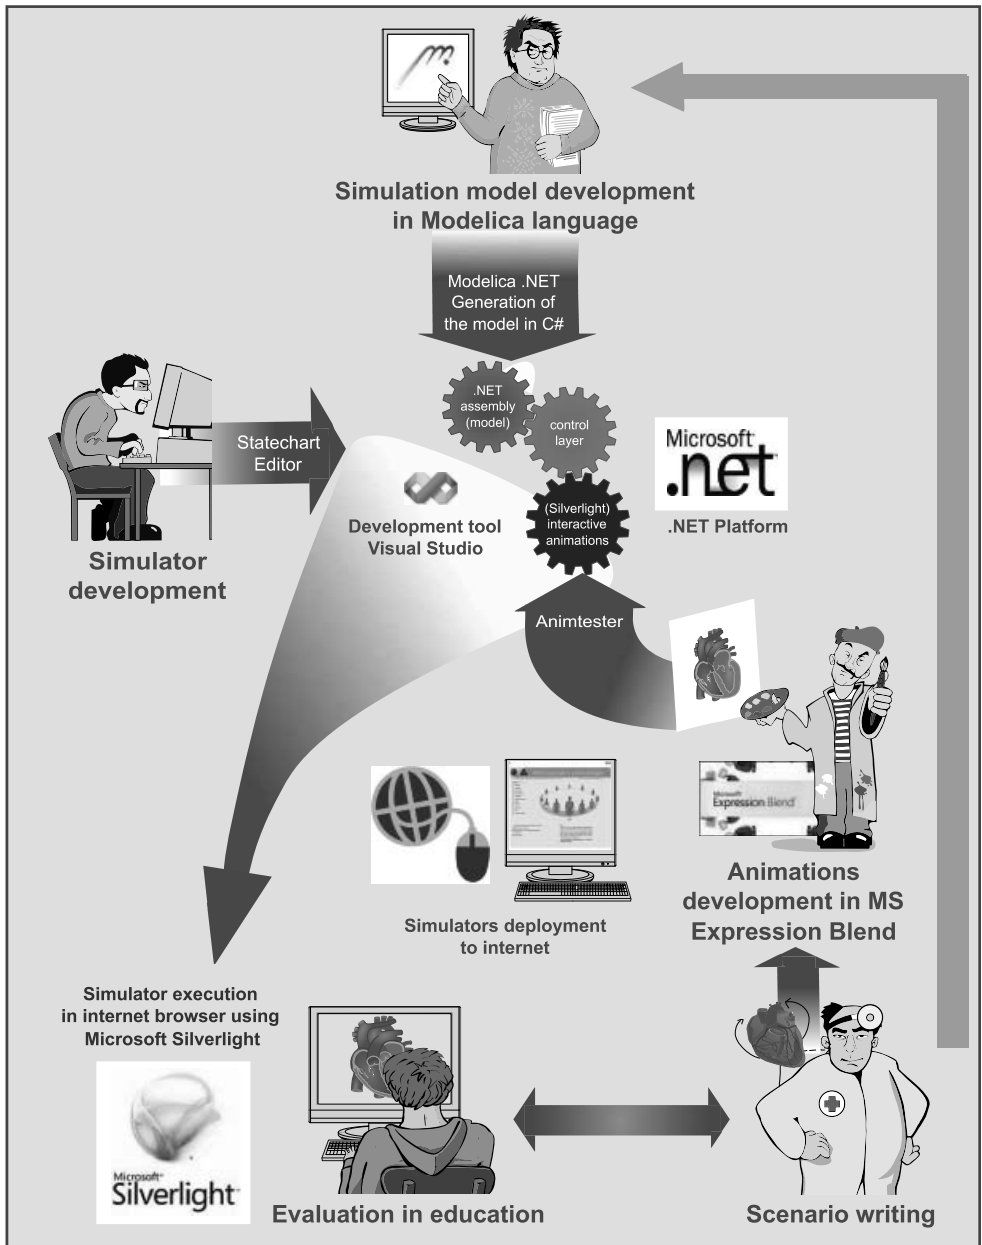 Simulation model development
in Modelica language
Modelica .NET
Generation of
the model in C#
.NET
assembly
(model)
control
layer
Microsoft
.net
.NET Platform
Statechart
Editor
Simulator
development
Development tool
Visual Studio
(Silverlight)
interactive
animations
Animtester
Microsoft
Expression Blend
Animations
development in MS
Expression Blend
Simulators deployment
to internet
Simulator execution
in internet browser using
Microsoft Silverlight
Microsoft
Silverlight
Evaluation in education
Scenario writing